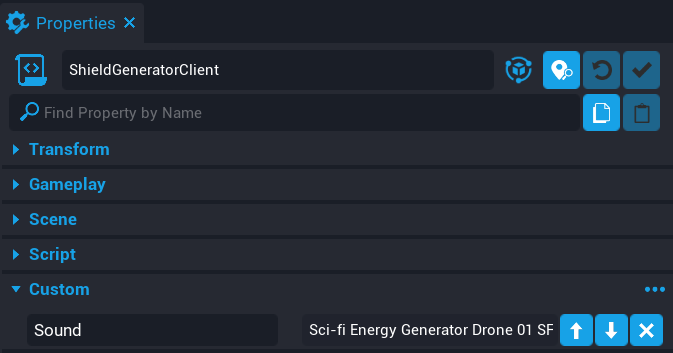 Properties
ShieldGeneratorClient
Find Property by Name
Transform
Gameplay
Scene
Script
Custom
Sound Sci-fi Energy Generator Drone 01 SF